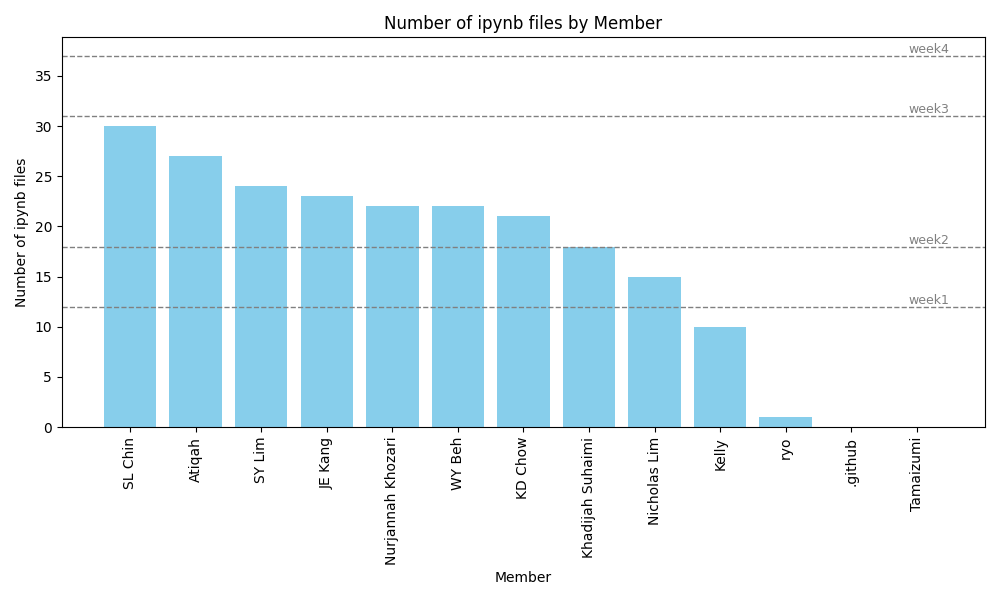 Number of ipynb files by Member
Number of ipynb files
35
30
25
20
15
10
5
0
week4
week3
week2
week1
SL Chin
Atiqah
SY Lim
JE Kang
Nurjannah Khozari
WY Beh
KD Chow
Khadijah Suhaimi
Nicholas Lim
Kelly
ryo
.github
Tamaizumi
Member